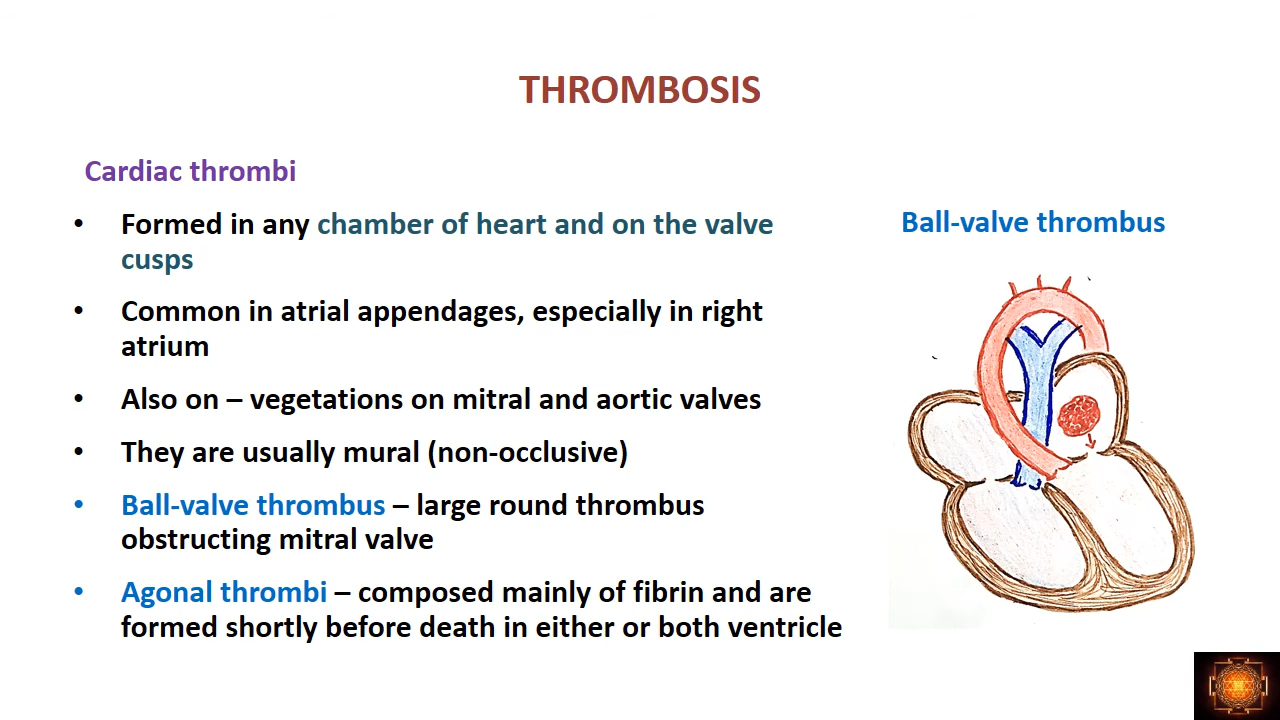 THROMBOSIS
Cardiac thrombi
• Formed in any chamber of heart and on the valve
cusps
• Common in atrial appendages, especially in right
atrium
• Also on – vegetations on mitral and aortic valves
• They are usually mural (non-occlusive)
• Ball-valve thrombus – large round thrombus
obstructing mitral valve
• Agonal thrombi – composed mainly of fibrin and are
formed shortly before death in either or both ventricle
Ball-valve thrombus